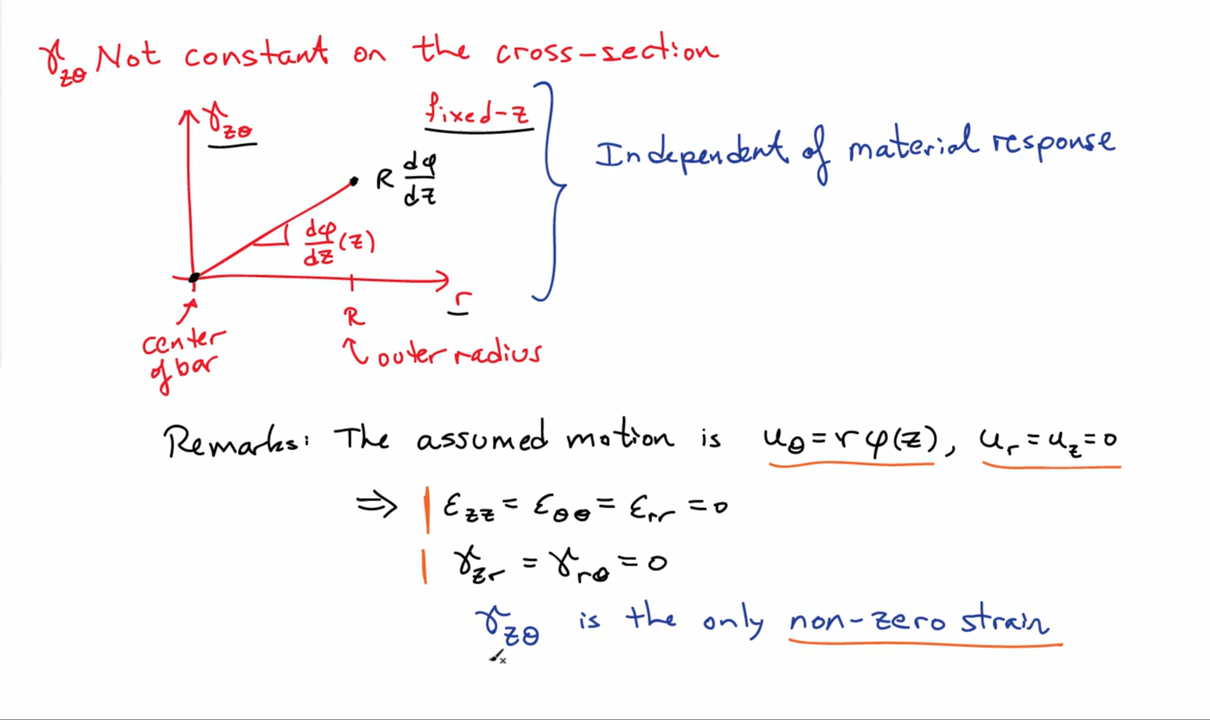 γzθ Not constant on the cross-section
γzθ
fixed-z
Independent of material response
R dφ/dz
dφ/dz (z)
r
R
center
of bar
outer radius
Remarks: The assumed motion is uθ = r φ(z), ur = uz = 0
⇒ εzz = εθθ = εrr = 0
γzr = γrθ = 0
γzθ is the only non-zero strain